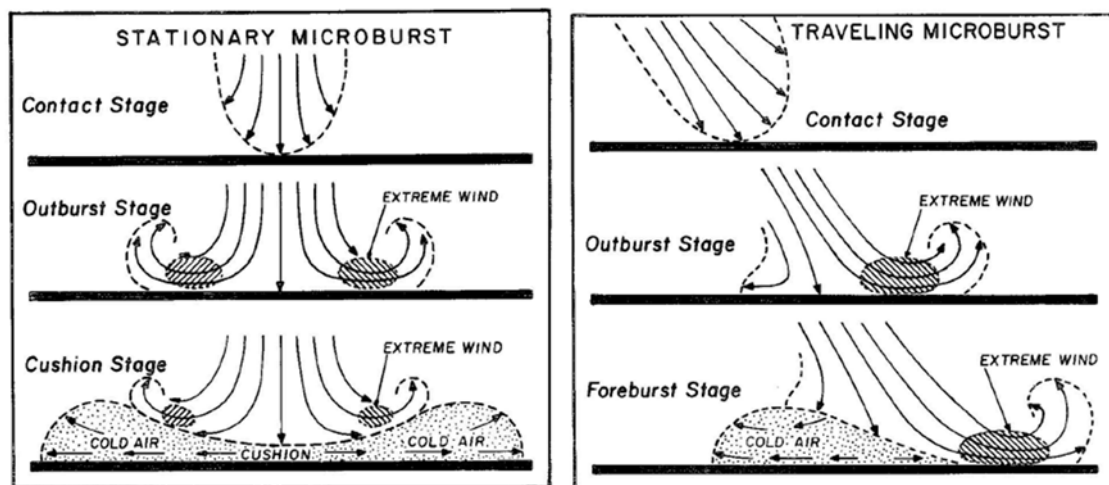 STATIONARY MICROBURST
Contact Stage
Outburst Stage
EXTREME WIND
Cushion Stage
EXTREME WIND
COLD AIR
COLD AIR
CUSHION
TRAVELING MICROBURST
Contact Stage
EXTREME WIND
Outburst Stage
EXTREME WIND
Foreburst Stage
COLD AIR